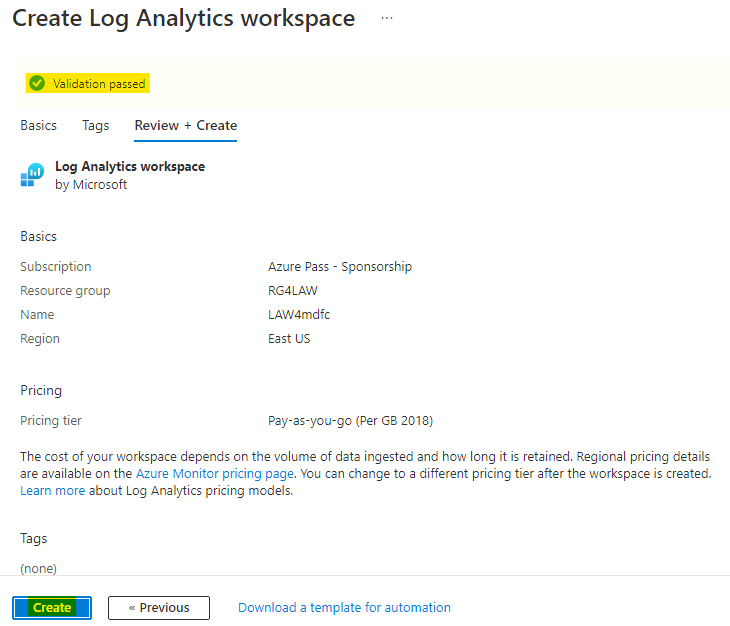 Create Log Analytics workspace ...
Validation passed
Basics Tags Review + Create
Log Analytics workspace
by Microsoft
Basics
Subscription Azure Pass - Sponsorship
Resource group RG4LAW
Name LAW4mdfc
Region East US
Pricing
Pricing tier Pay-as-you-go (Per GB 2018)
The cost of your workspace depends on the volume of data ingested and how long it is retained. Regional pricing details
are available on the Azure Monitor pricing page. You can change to a different pricing tier after the workspace is created.
Learn more about Log Analytics pricing models.
Tags
(none)
Create « Previous Download a template for automation